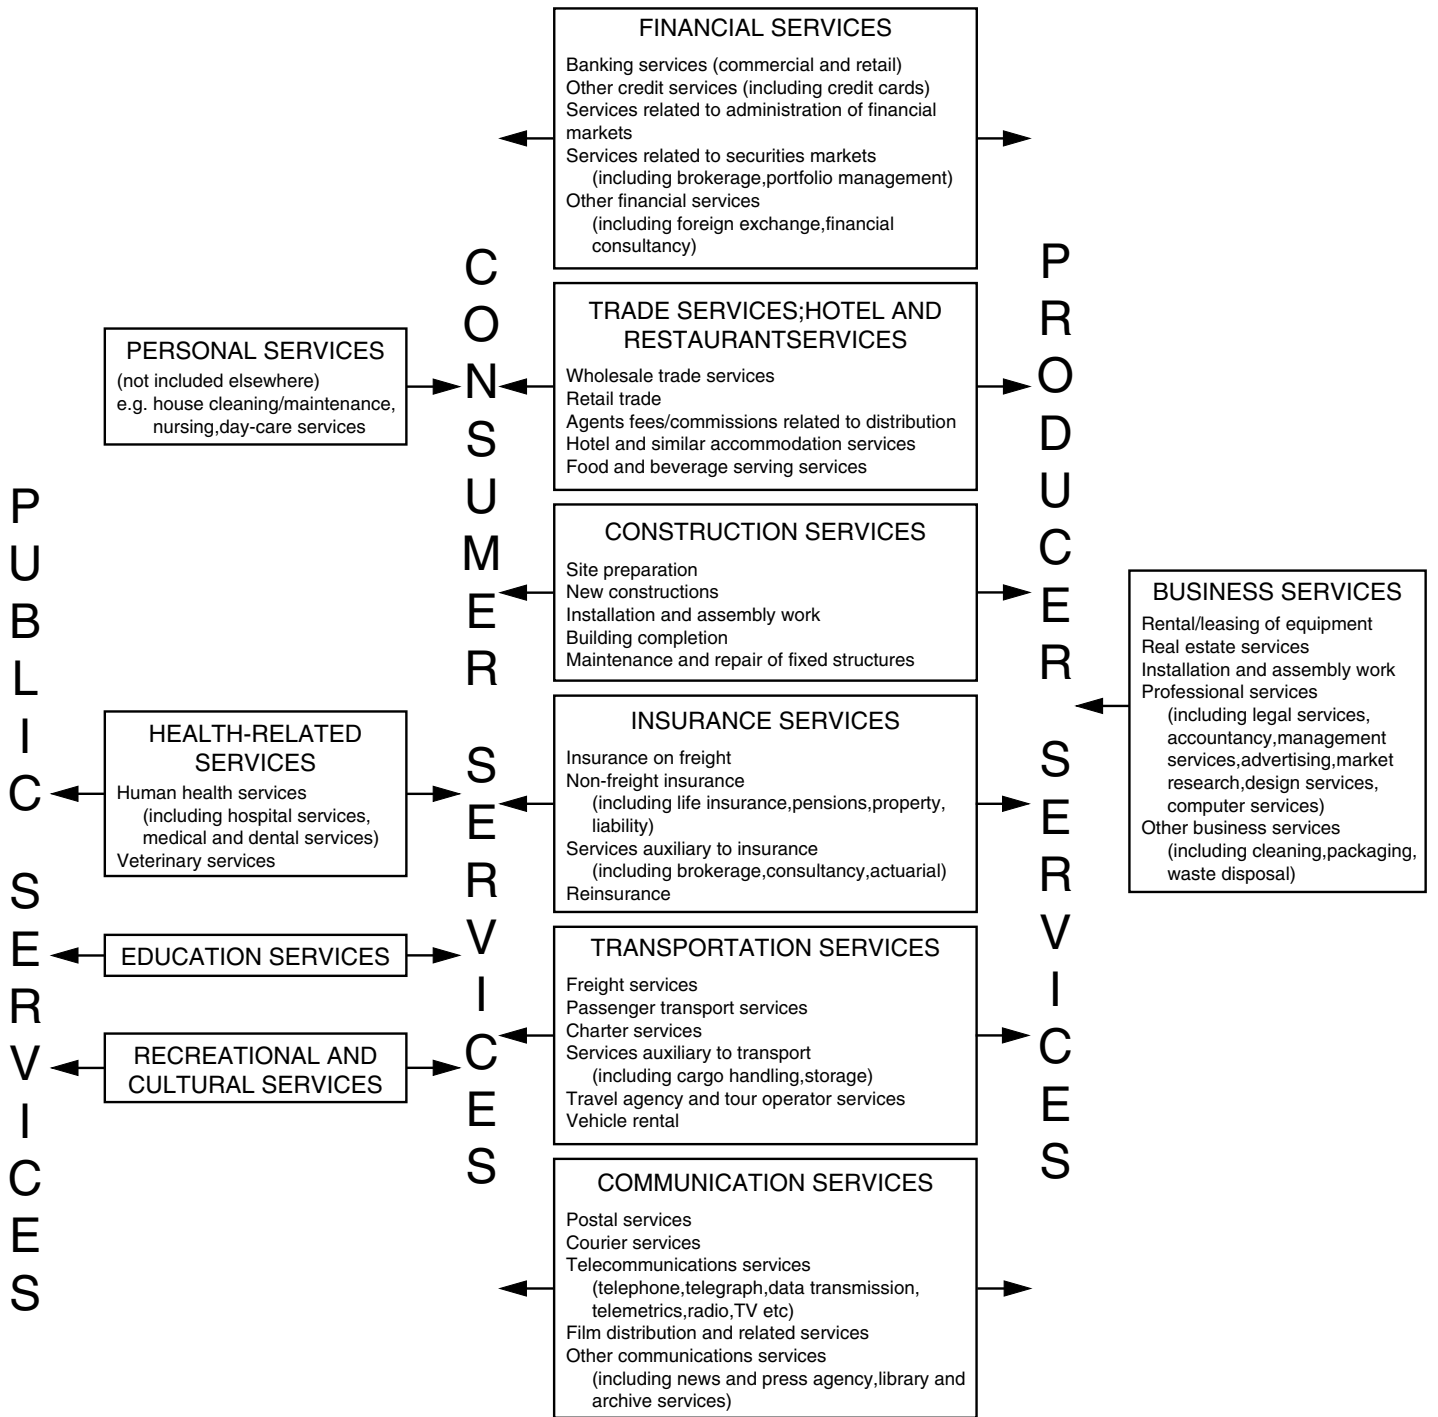 PUBLIC SERVICES
PERSONAL SERVICES
(not included elsewhere)
e.g. house cleaning/maintenance,
nursing,day-care services
HEALTH-RELATED
SERVICES
Human health services
(including hospital services,
medical and dental services)
Veterinary services
EDUCATION SERVICES
RECREATIONAL AND
CULTURAL SERVICES
CONSUMER SERVICES
FINANCIAL SERVICES
Banking services (commercial and retail)
Other credit services (including credit cards)
Services related to administration of financial
markets
Services related to securities markets
(including brokerage,portfolio management)
Other financial services
(including foreign exchange,financial
consultancy)
TRADE SERVICES;HOTEL AND
RESTAURANTSERVICES
Wholesale trade services
Retail trade
Agents fees/commissions related to distribution
Hotel and similar accommodation services
Food and beverage serving services
CONSTRUCTION SERVICES
Site preparation
New constructions
Installation and assembly work
Building completion
Maintenance and repair of fixed structures
INSURANCE SERVICES
Insurance on freight
Non-freight insurance
(including life insurance,pensions,property,
liability)
Services auxiliary to insurance
(including brokerage,consultancy,actuarial)
Reinsurance
TRANSPORTATION SERVICES
Freight services
Passenger transport services
Charter services
Services auxiliary to transport
(including cargo handling,storage)
Travel agency and tour operator services
Vehicle rental
COMMUNICATION SERVICES
Postal services
Courier services
Telecommunications services
(telephone,telegraph,data transmission,
telemetrics,radio,TV etc)
Film distribution and related services
Other communications services
(including news and press agency,library and
archive services)
PRODUCER SERVICES
BUSINESS SERVICES
Rental/leasing of equipment
Real estate services
Installation and assembly work
Professional services
(including legal services,
accountancy,management
services,advertising,market
research,design services,
computer services)
Other business services
(including cleaning,packaging,
waste disposal)